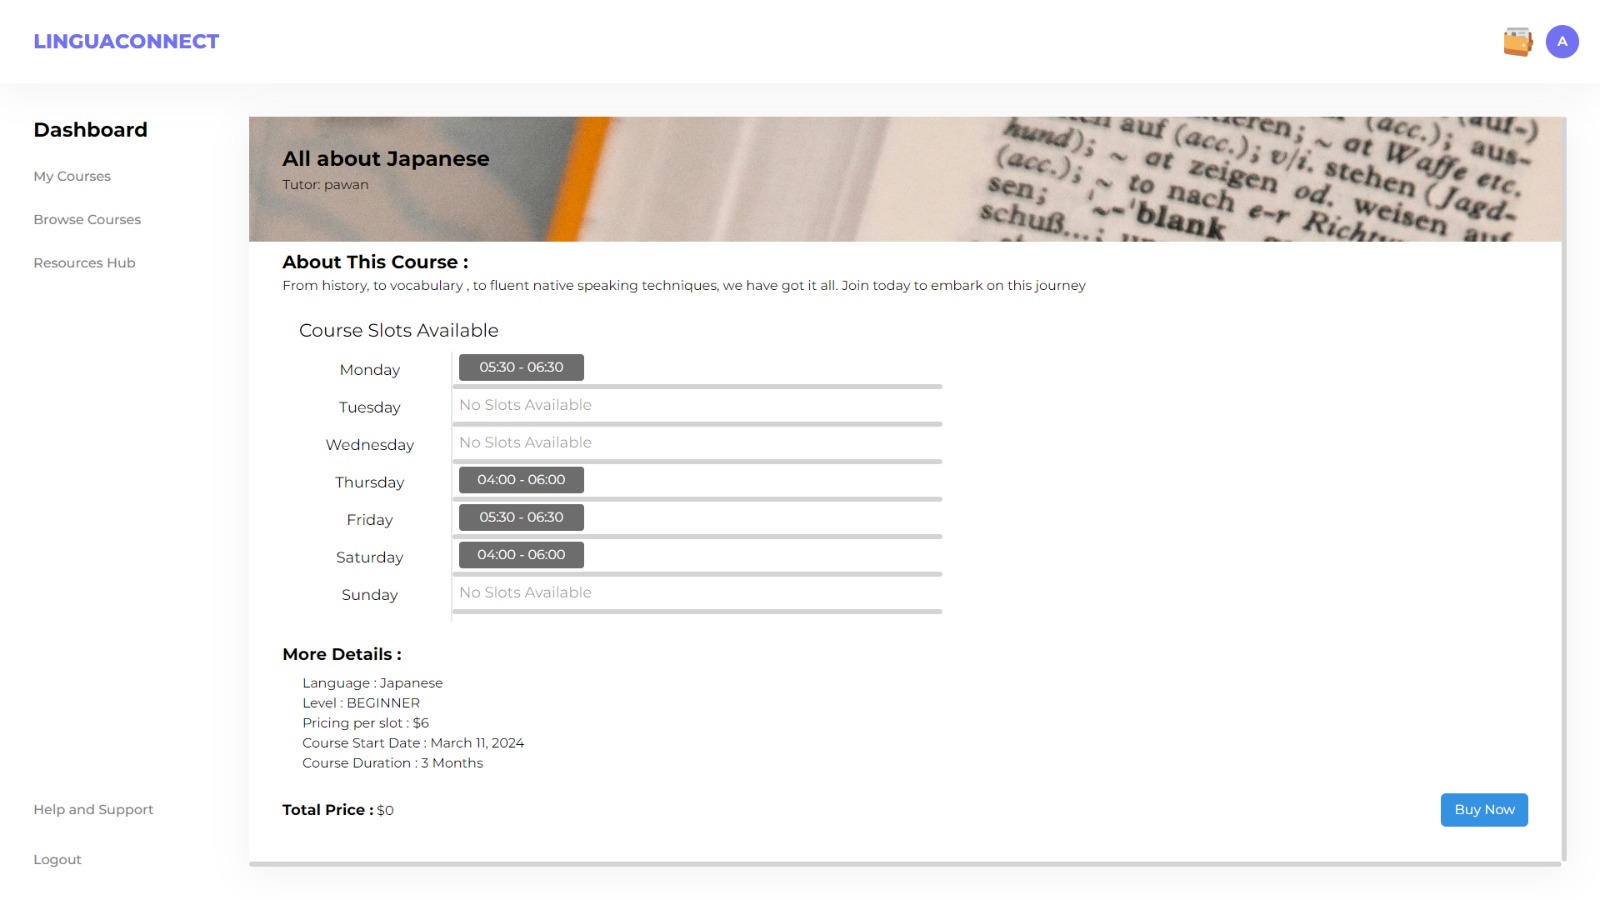 LINGUACONNECT
A
Dashboard
My Courses
Browse Courses
Resources Hub
Help and Support
Logout
All about Japanese
Tutor: pawan
auf (acc.); ~ at Waffe etc.
hund); ~ at zeigen od. weisen auf
(acc.); ~ to nach e-r
sen; ~-'blank
schuß...;
v/i. stehen (Jagd-
(acc.); aus-
About This Course :
From history, to vocabulary , to fluent native speaking techniques, we have got it all. Join today to embark on this journey
Course Slots Available
Monday 05:30 - 06:30
Tuesday No Slots Available
Wednesday No Slots Available
Thursday 04:00 - 06:00
Friday 05:30 - 06:30
Saturday 04:00 - 06:00
Sunday No Slots Available
More Details :
Language : Japanese
Level : BEGINNER
Pricing per slot : $6
Course Start Date : March 11, 2024
Course Duration : 3 Months
Total Price : $0
Buy Now